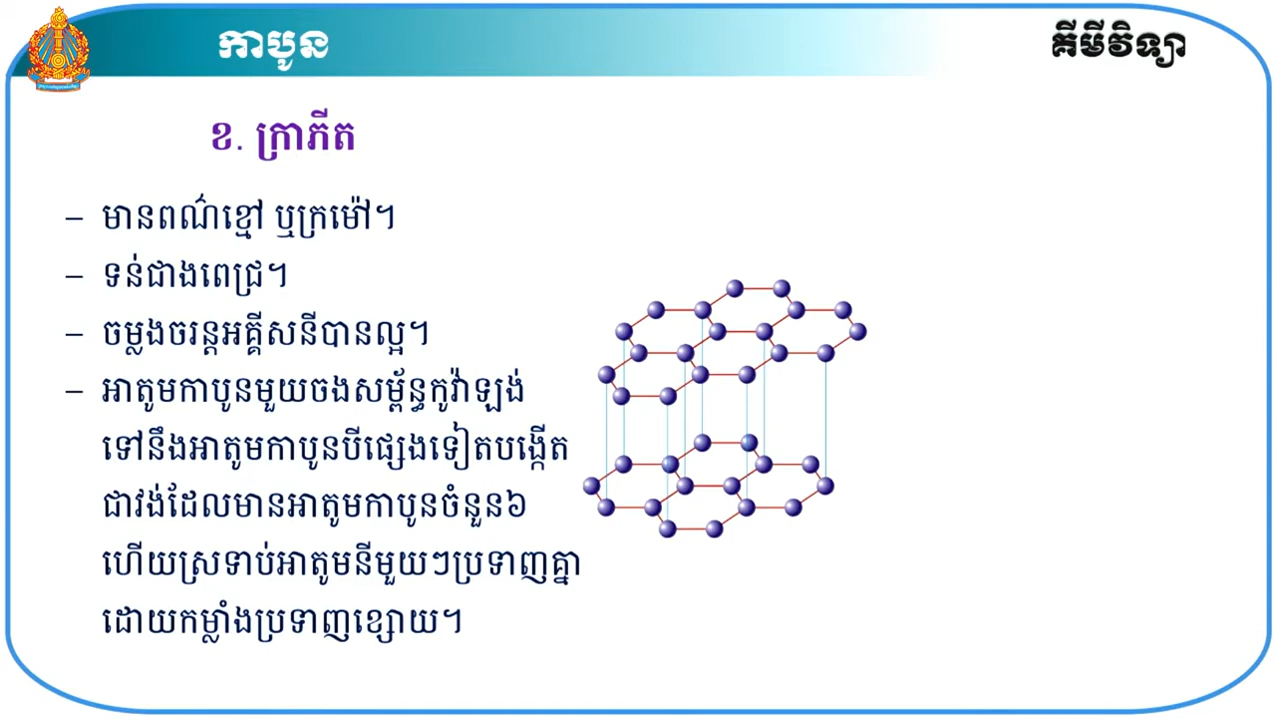 កាបូន
គីមីវិទ្យា
ខ. ក្រាភីត
– មានពណ៌ខ្មៅ ឬក្រម៉ៅ។
– ទន់ជាងពេជ្រ។
– ចម្លងចរន្តអគ្គីសនីបានល្អ។
– អាតូមកាបូនមួយចងសម្ព័ន្ធកូវ៉ាឡង់
ទៅនឹងអាតូមកាបូនបីផ្សេងទៀតបង្កើត
ជាវង់ដែលមានអាតូមកាបូនចំនួន៦
ហើយស្រទាប់អាតូមនីមួយៗប្រទាញគ្នា
ដោយកម្លាំងប្រទាញខ្សោយ។